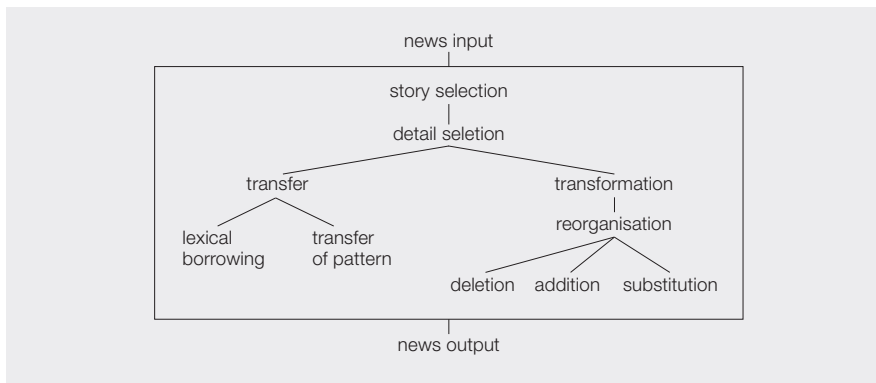 news input
story selection
detail seletion
transfer
transformation
reorganisation
lexical
borrowing
transfer
of pattern
deletion
addition
substitution
news output